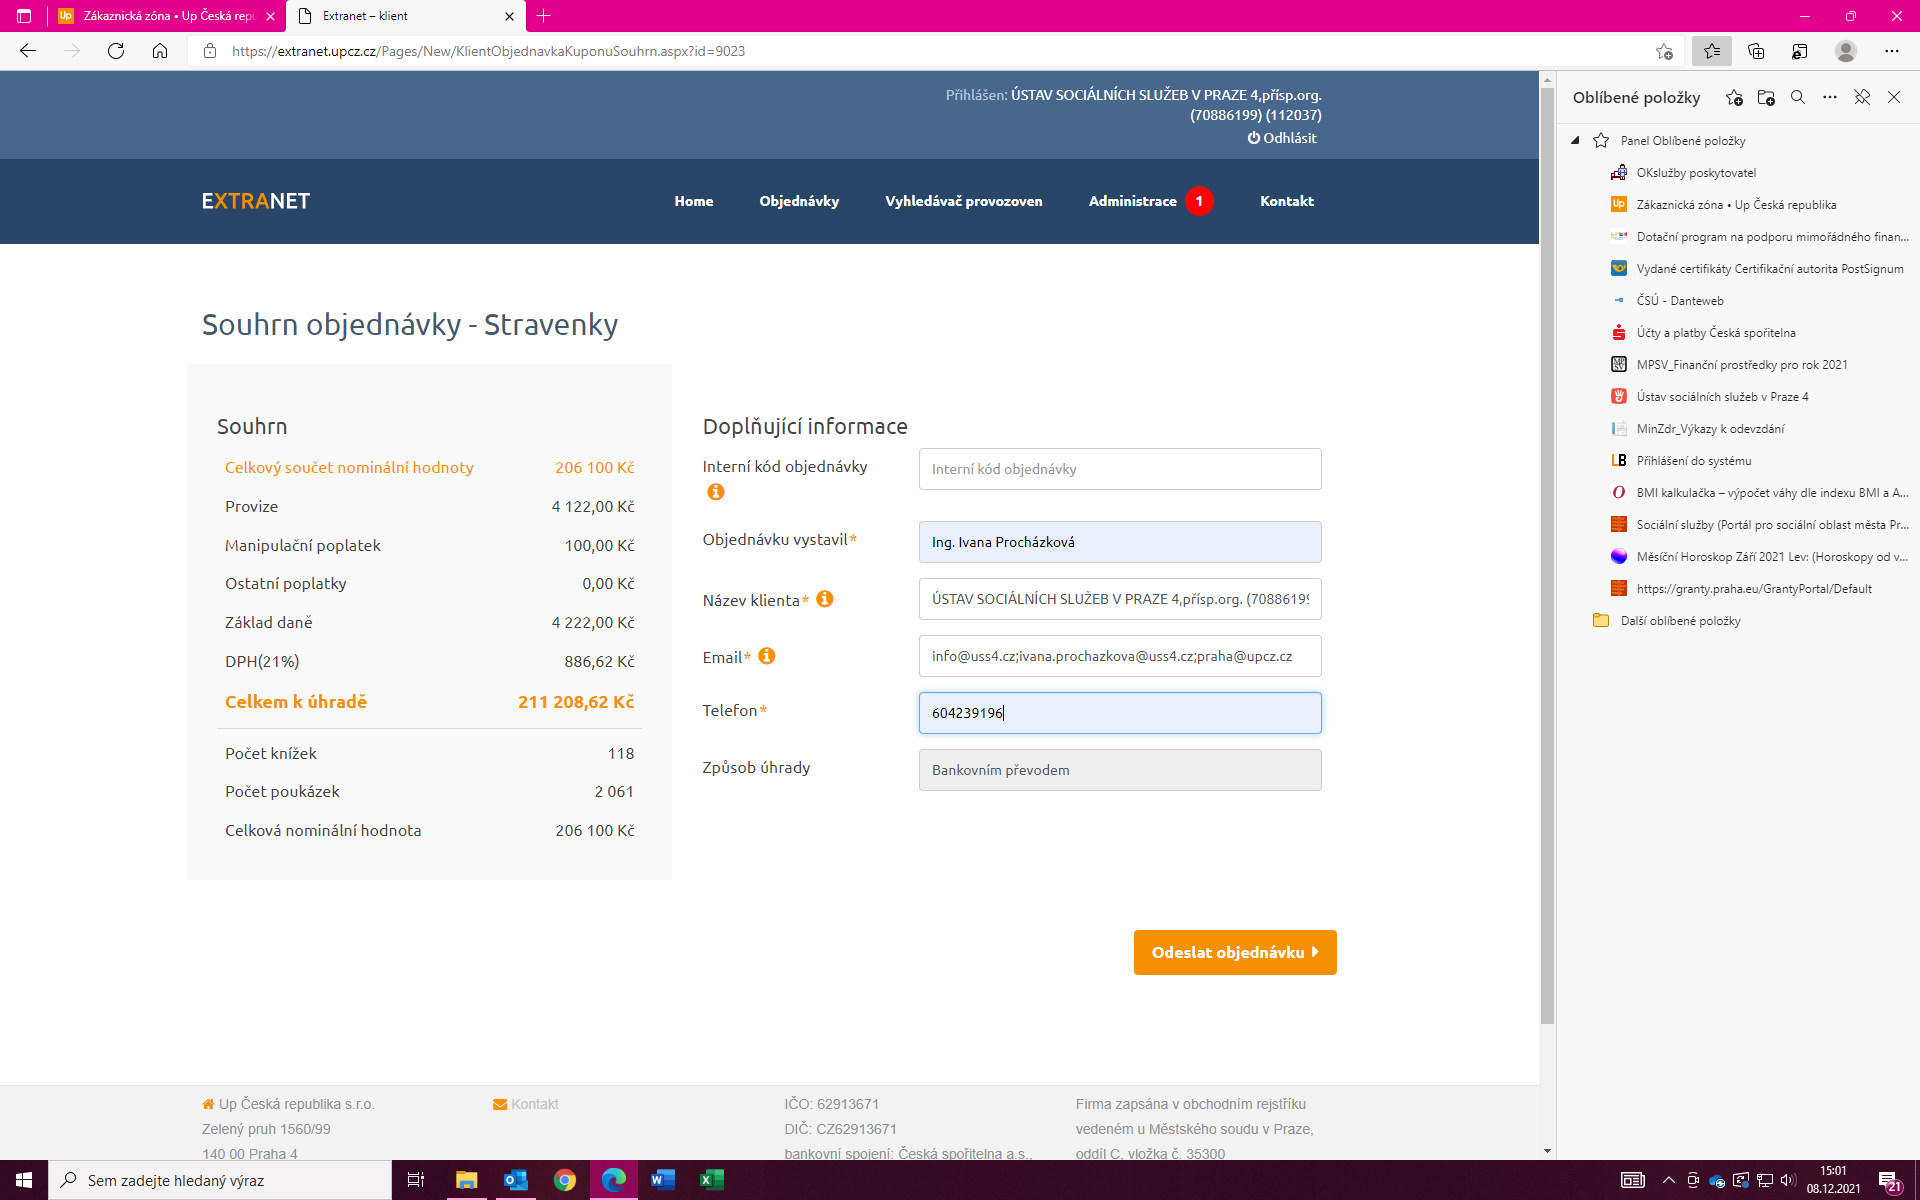 Zákaznická zóna • Up Česká repu
Extranet – klient
https://extranet.upcz.cz/Pages/New/KlientObjednavkaKuponuSouhrn.aspx?id=9023
Přihlášen: ÚSTAV SOCIÁLNÍCH SLUŽEB V PRAZE 4,přísp.org.
(70886199) (112037)
Odhlásit
EXTRANET
Home
Objednávky
Vyhledávač provozoven
Administrace 1
Kontakt
Souhrn objednávky - Stravenky
Souhrn
Celkový součet nominální hodnoty 206 100 Kč
Provize 4 122,00 Kč
Manipulační poplatek 100,00 Kč
Ostatní poplatky 0,00 Kč
Základ daně 4 222,00 Kč
DPH(21%) 886,62 Kč
Celkem k úhradě 211 208,62 Kč
Počet knížek 118
Počet poukázek 2 061
Celková nominální hodnota 206 100 Kč
Doplňující informace
Interní kód objednávky Interní kód objednávky
Objednávku vystavil* Ing. Ivana Procházková
Název klienta* ÚSTAV SOCIÁLNÍCH SLUŽEB V PRAZE 4,přísp.org. (70886199
Email* info@uss4.cz;ivana.prochazkova@uss4.cz;praha@upcz.cz
Telefon* 604239196
Způsob úhrady Bankovním převodem
Odeslat objednávku
Up Česká republika s.r.o.
Zelený pruh 1560/99
140 00 Praha 4
Kontakt
IČO: 62913671
DIČ: CZ62913671
bankovní spojení: Česká spořitelna a.s.,
Firma zapsána v obchodním rejstříku
vedeném u Městského soudu v Praze,
oddíl C, vložka č. 35300
Oblíbené položky
Panel Oblíbené položky
OKslužby poskytovatel
Zákaznická zóna • Up Česká republika
Dotační program na podporu mimořádného finan...
Vydané certifikáty Certifikační autorita PostSignum
ČSÚ - Danteweb
Účty a platby Česká spořitelna
MPSV_Finanční prostředky pro rok 2021
Ústav sociálních služeb v Praze 4
MinZdr_Výkazy k odevzdání
Přihlášení do systému
BMI kalkulačka – výpočet váhy dle indexu BMI a A...
Sociální služby (Portál pro sociální oblast města Pr...
Měsíční Horoskop Září 2021 Lev: (Horoskopy od v...
https://granty.praha.eu/GrantyPortal/Default
Další oblíbené položky
Sem zadejte hledaný výraz
15:01
08.12.2021
21